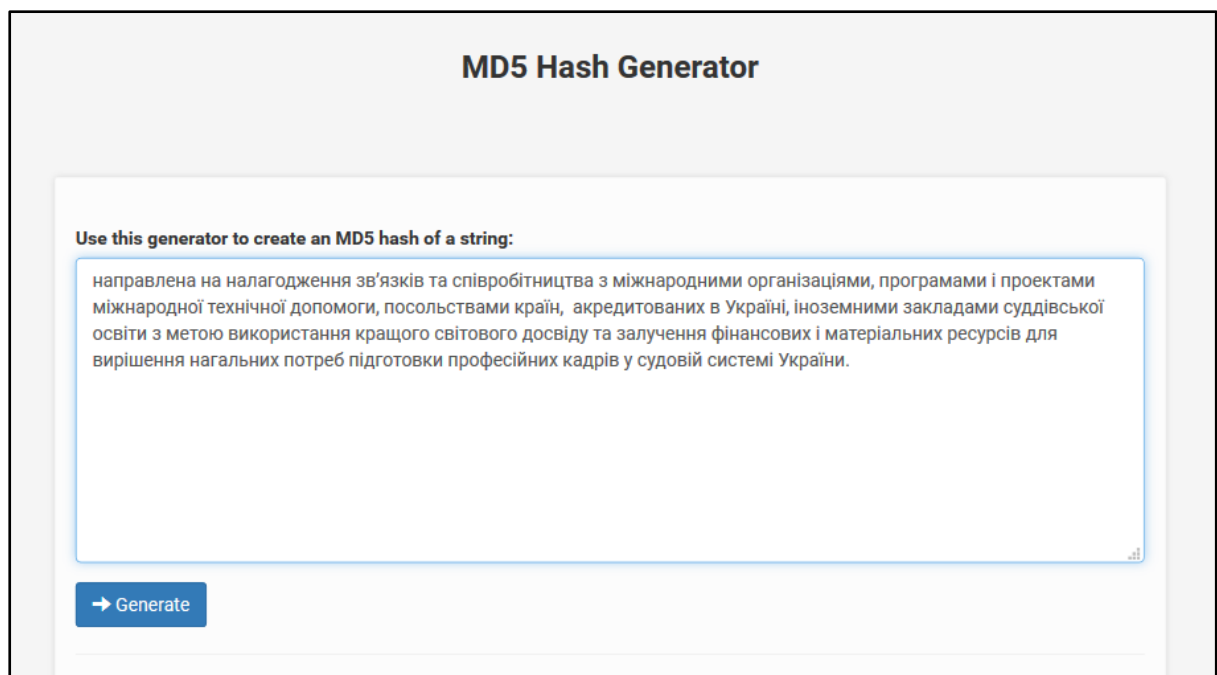 MD5 Hash Generator
Use this generator to create an MD5 hash of a string:
направлена на налагодження зв’язків та співробітництва з міжнародними організаціями, програмами і проектами
міжнародної технічної допомоги, посольствами країн,  акредитованих в Україні, іноземними закладами суддівської
освіти з метою використання кращого світового досвіду та залучення фінансових і матеріальних ресурсів для
вирішення нагальних потреб підготовки професійних кадрів у судовій системі України.
Generate